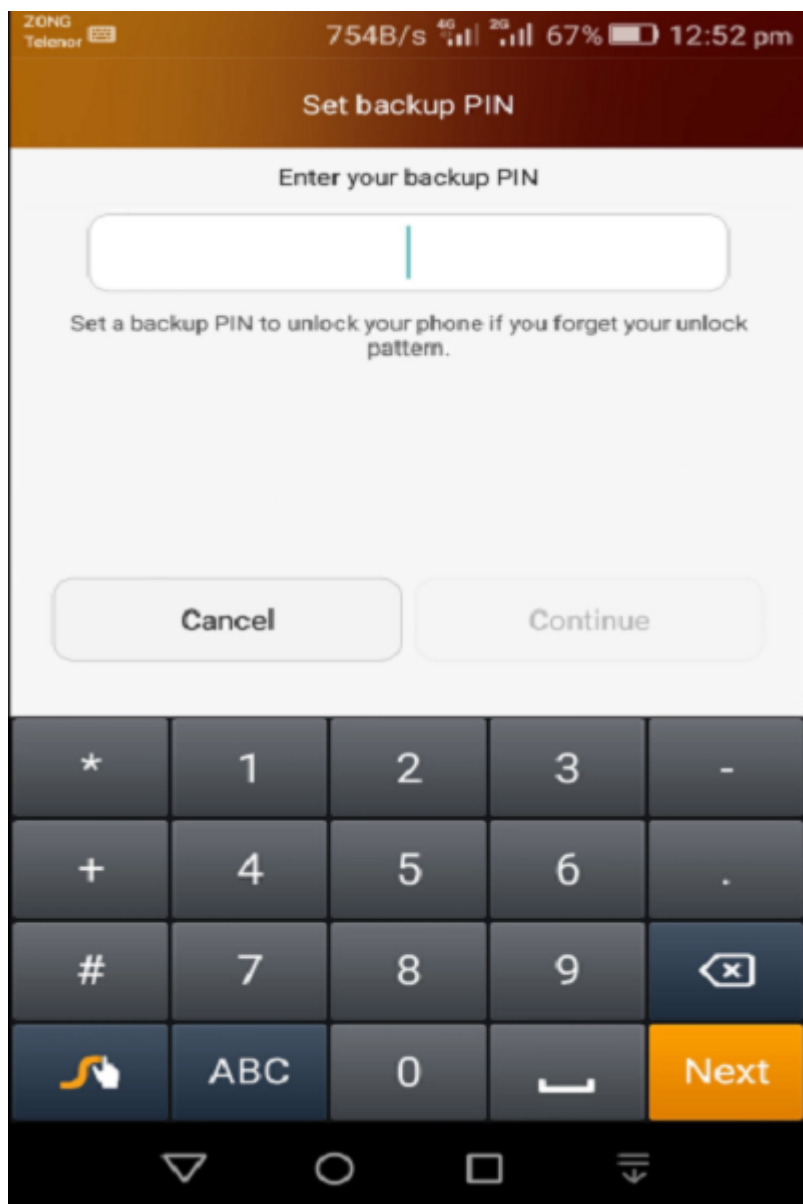 ZONG
Telenor 754B/s 4G 2G 67% 12:52 pm
Set backup PIN
Enter your backup PIN
Set a backup PIN to unlock your phone if you forget your unlock
pattern.
Cancel Continue
* 1 2 3 -
+ 4 5 6 .
# 7 8 9
ABC 0 Next